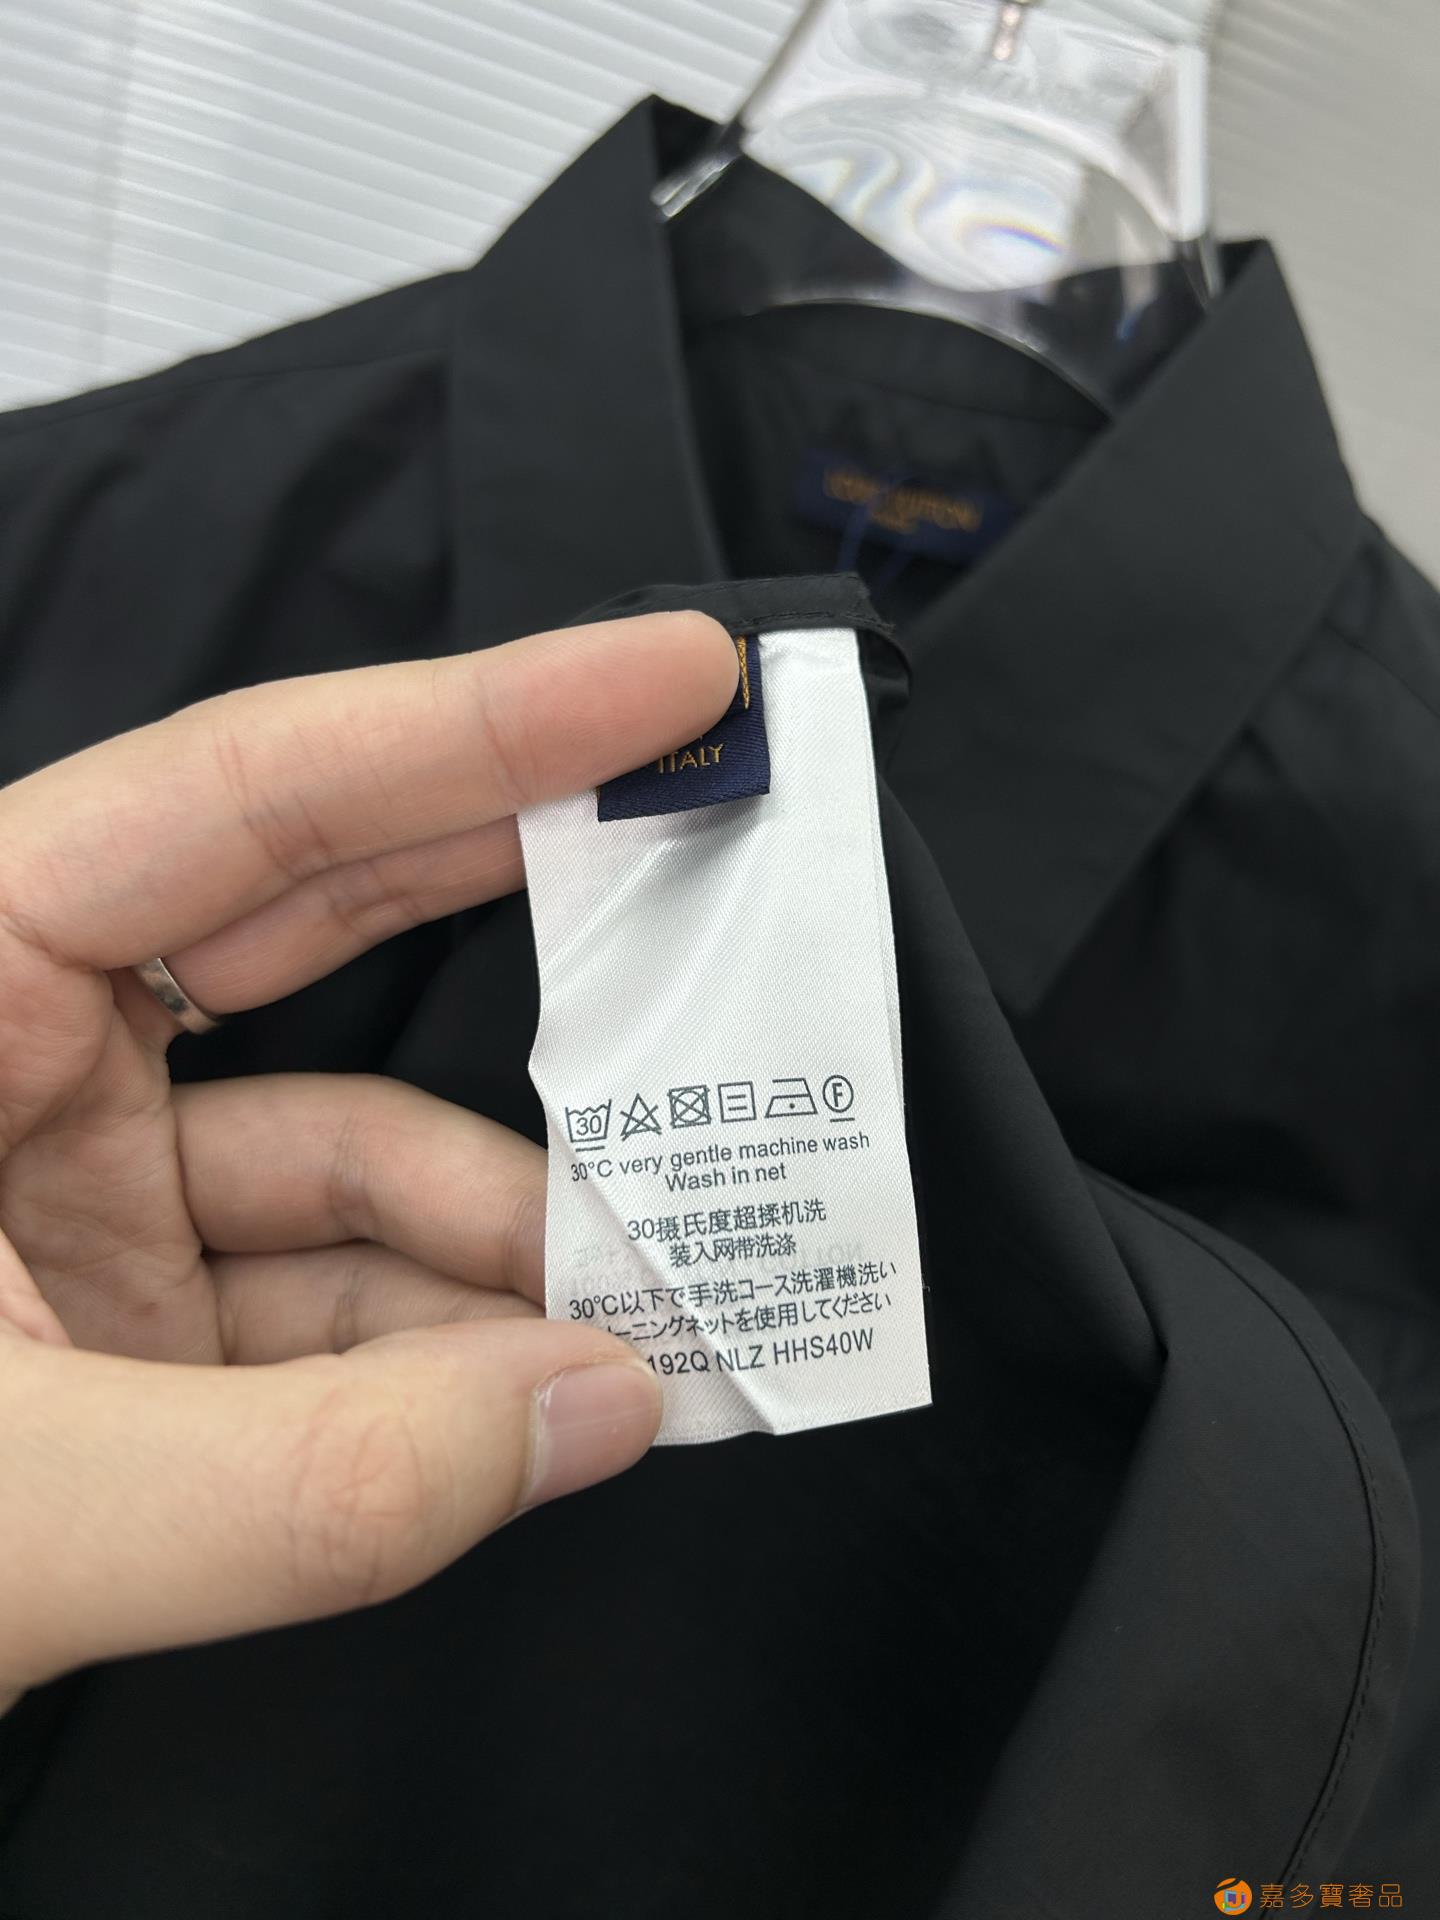 LOUIS VUITTON
ITALY
30
F
30°C very gentle machine wash
Wash in net
30摄氏度超揉机洗
装入网带洗涤
30℃以下で手洗コース洗濯機洗い
ーニングネットを使用してください
192Q NLZ HHS40W
嘉多寶奢品